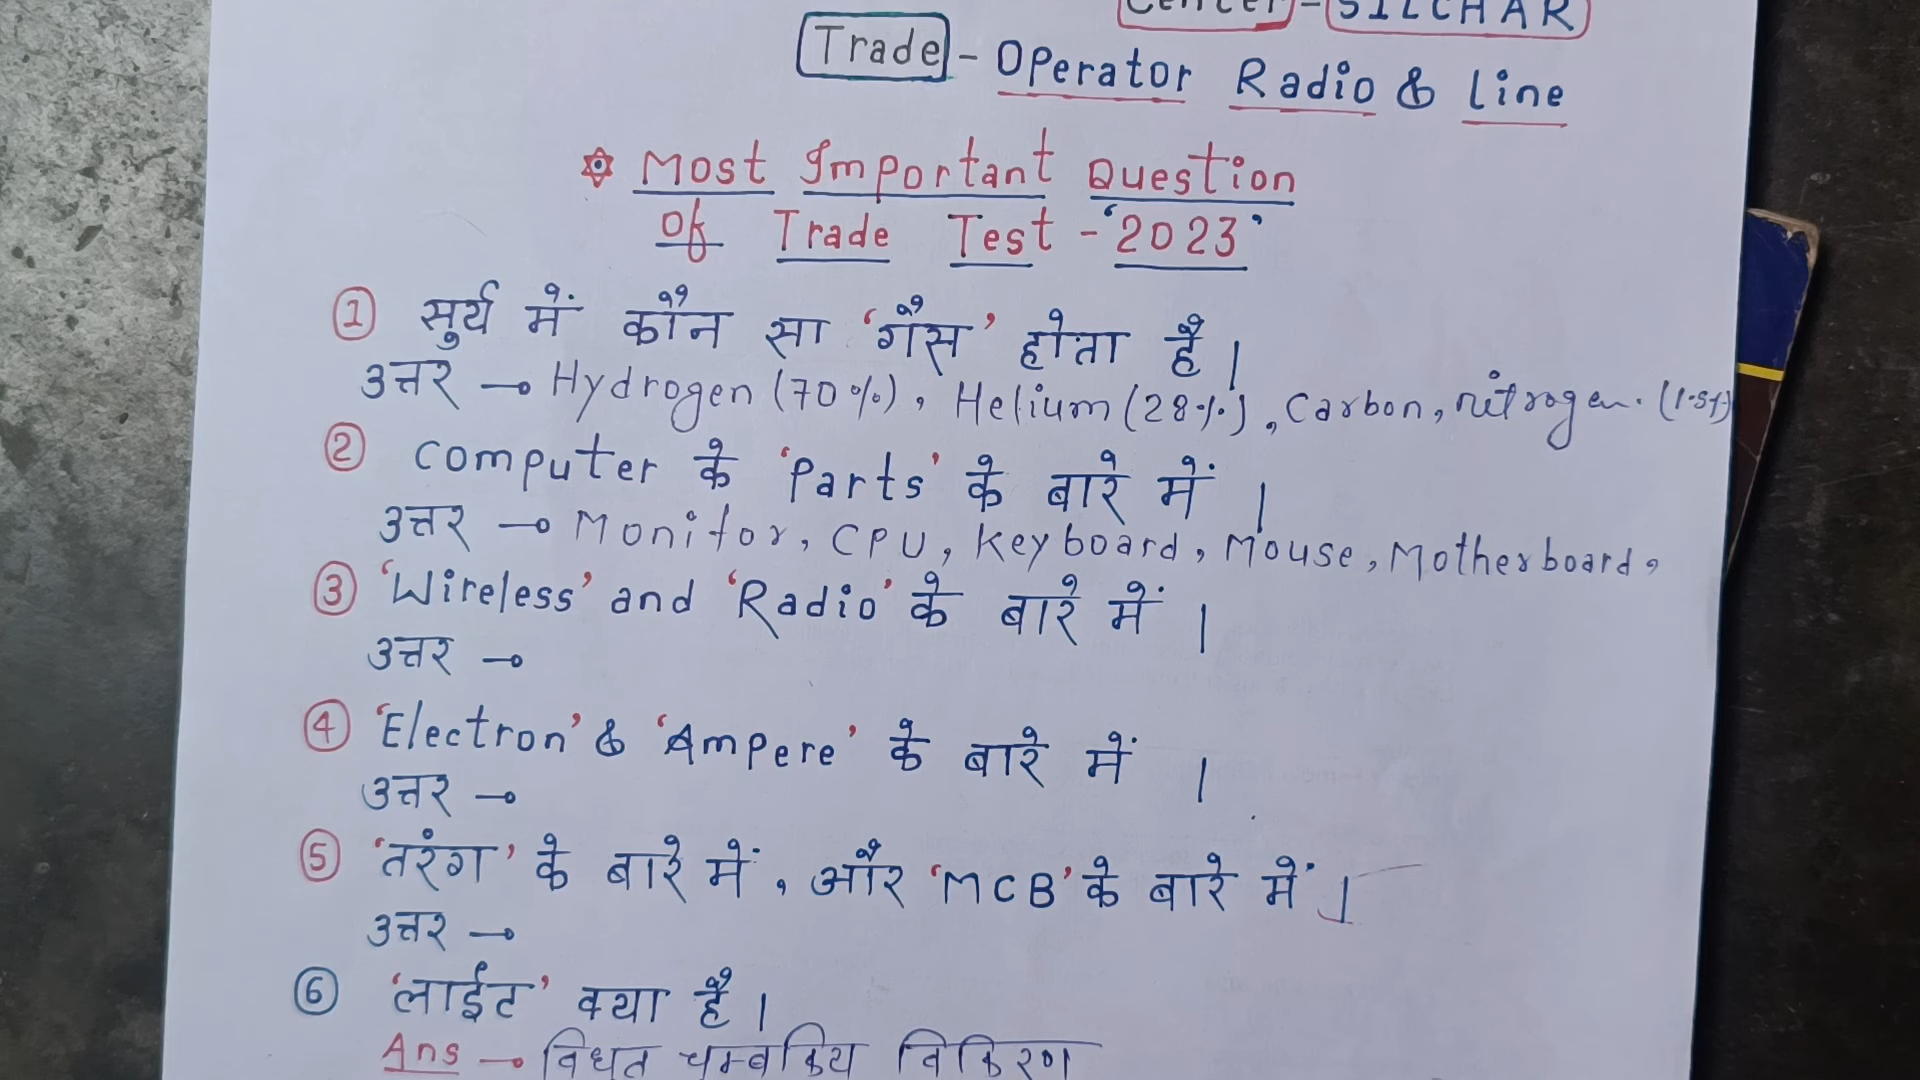 Center - SILCHAR
Trade - Operator Radio & Line
Most Important Question
of Trade Test - '2023'
① सुर्य में कौन सा 'गैस' होता है।
उत्तर → Hydrogen (70%), Helium (28%), Carbon, nitrogen.
② Computer के 'Parts' के बारे में।
उत्तर → Monitor, CPU, Keyboard, Mouse, Motherboard,
③ 'Wireless' and 'Radio' के बारे में।
उत्तर →
④ 'Electron' & 'Ampere' के बारे में।
उत्तर →
⑤ 'तरंग' के बारे में, और 'MCB' के बारे में।
उत्तर →
⑥ 'लाईट' क्या है।
Ans → विधुत चुम्बकिय विकिरण